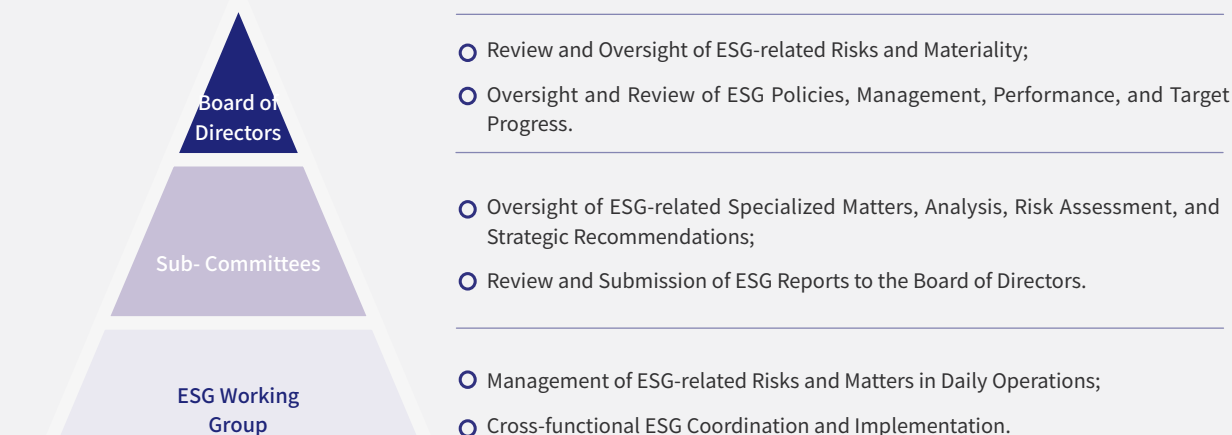 Board of
Directors
Review and Oversight of ESG-related Risks and Materiality;
Oversight and Review of ESG Policies, Management, Performance, and Target
Progress.
Sub- Committees
Oversight of ESG-related Specialized Matters, Analysis, Risk Assessment, and
Strategic Recommendations;
Review and Submission of ESG Reports to the Board of Directors.
ESG Working
Group
Management of ESG-related Risks and Matters in Daily Operations;
Cross-functional ESG Coordination and Implementation.